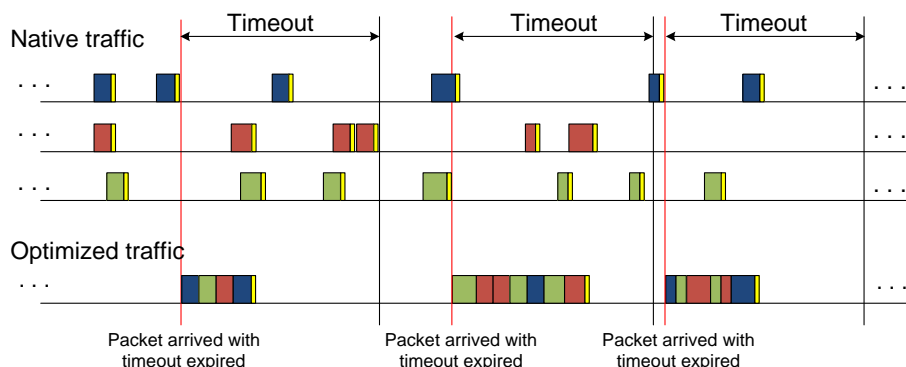 Timeout Timeout Timeout
Native traffic
. . . . . .
. . . . . .
. . . . . .
Optimized traffic
. . . . . .
Packet arrived with timeout expired
Packet arrived with timeout expired
Packet arrived with timeout expired